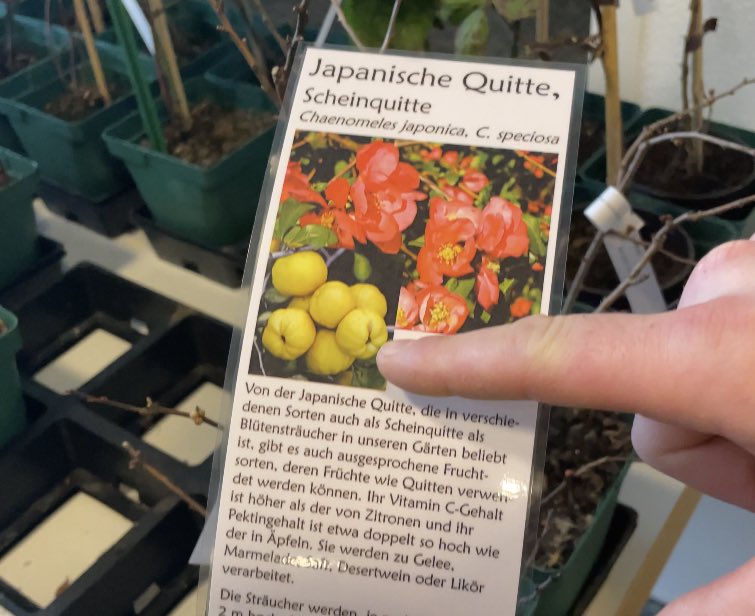 Japanische Quitte,
Scheinquitte
Chaenomeles japonica, C. speciosa
Von der Japanische Quitte, die in verschie-
denen Sorten auch als Scheinquitte als
Blütensträucher in unseren Gärten beliebt
ist, gibt es auch ausgesprochene Frucht-
sorten, deren Früchte wie Quitten verwen-
det werden können. Ihr Vitamin C-Gehalt
ist höher als der von Zitronen und ihr
Pektingehalt ist etwa doppelt so hoch wie
der in Äpfeln. Sie werden zu Gelee,
Marmelade, Desertwein oder Likör
verarbeitet.
Die Sträucher werden
2 m